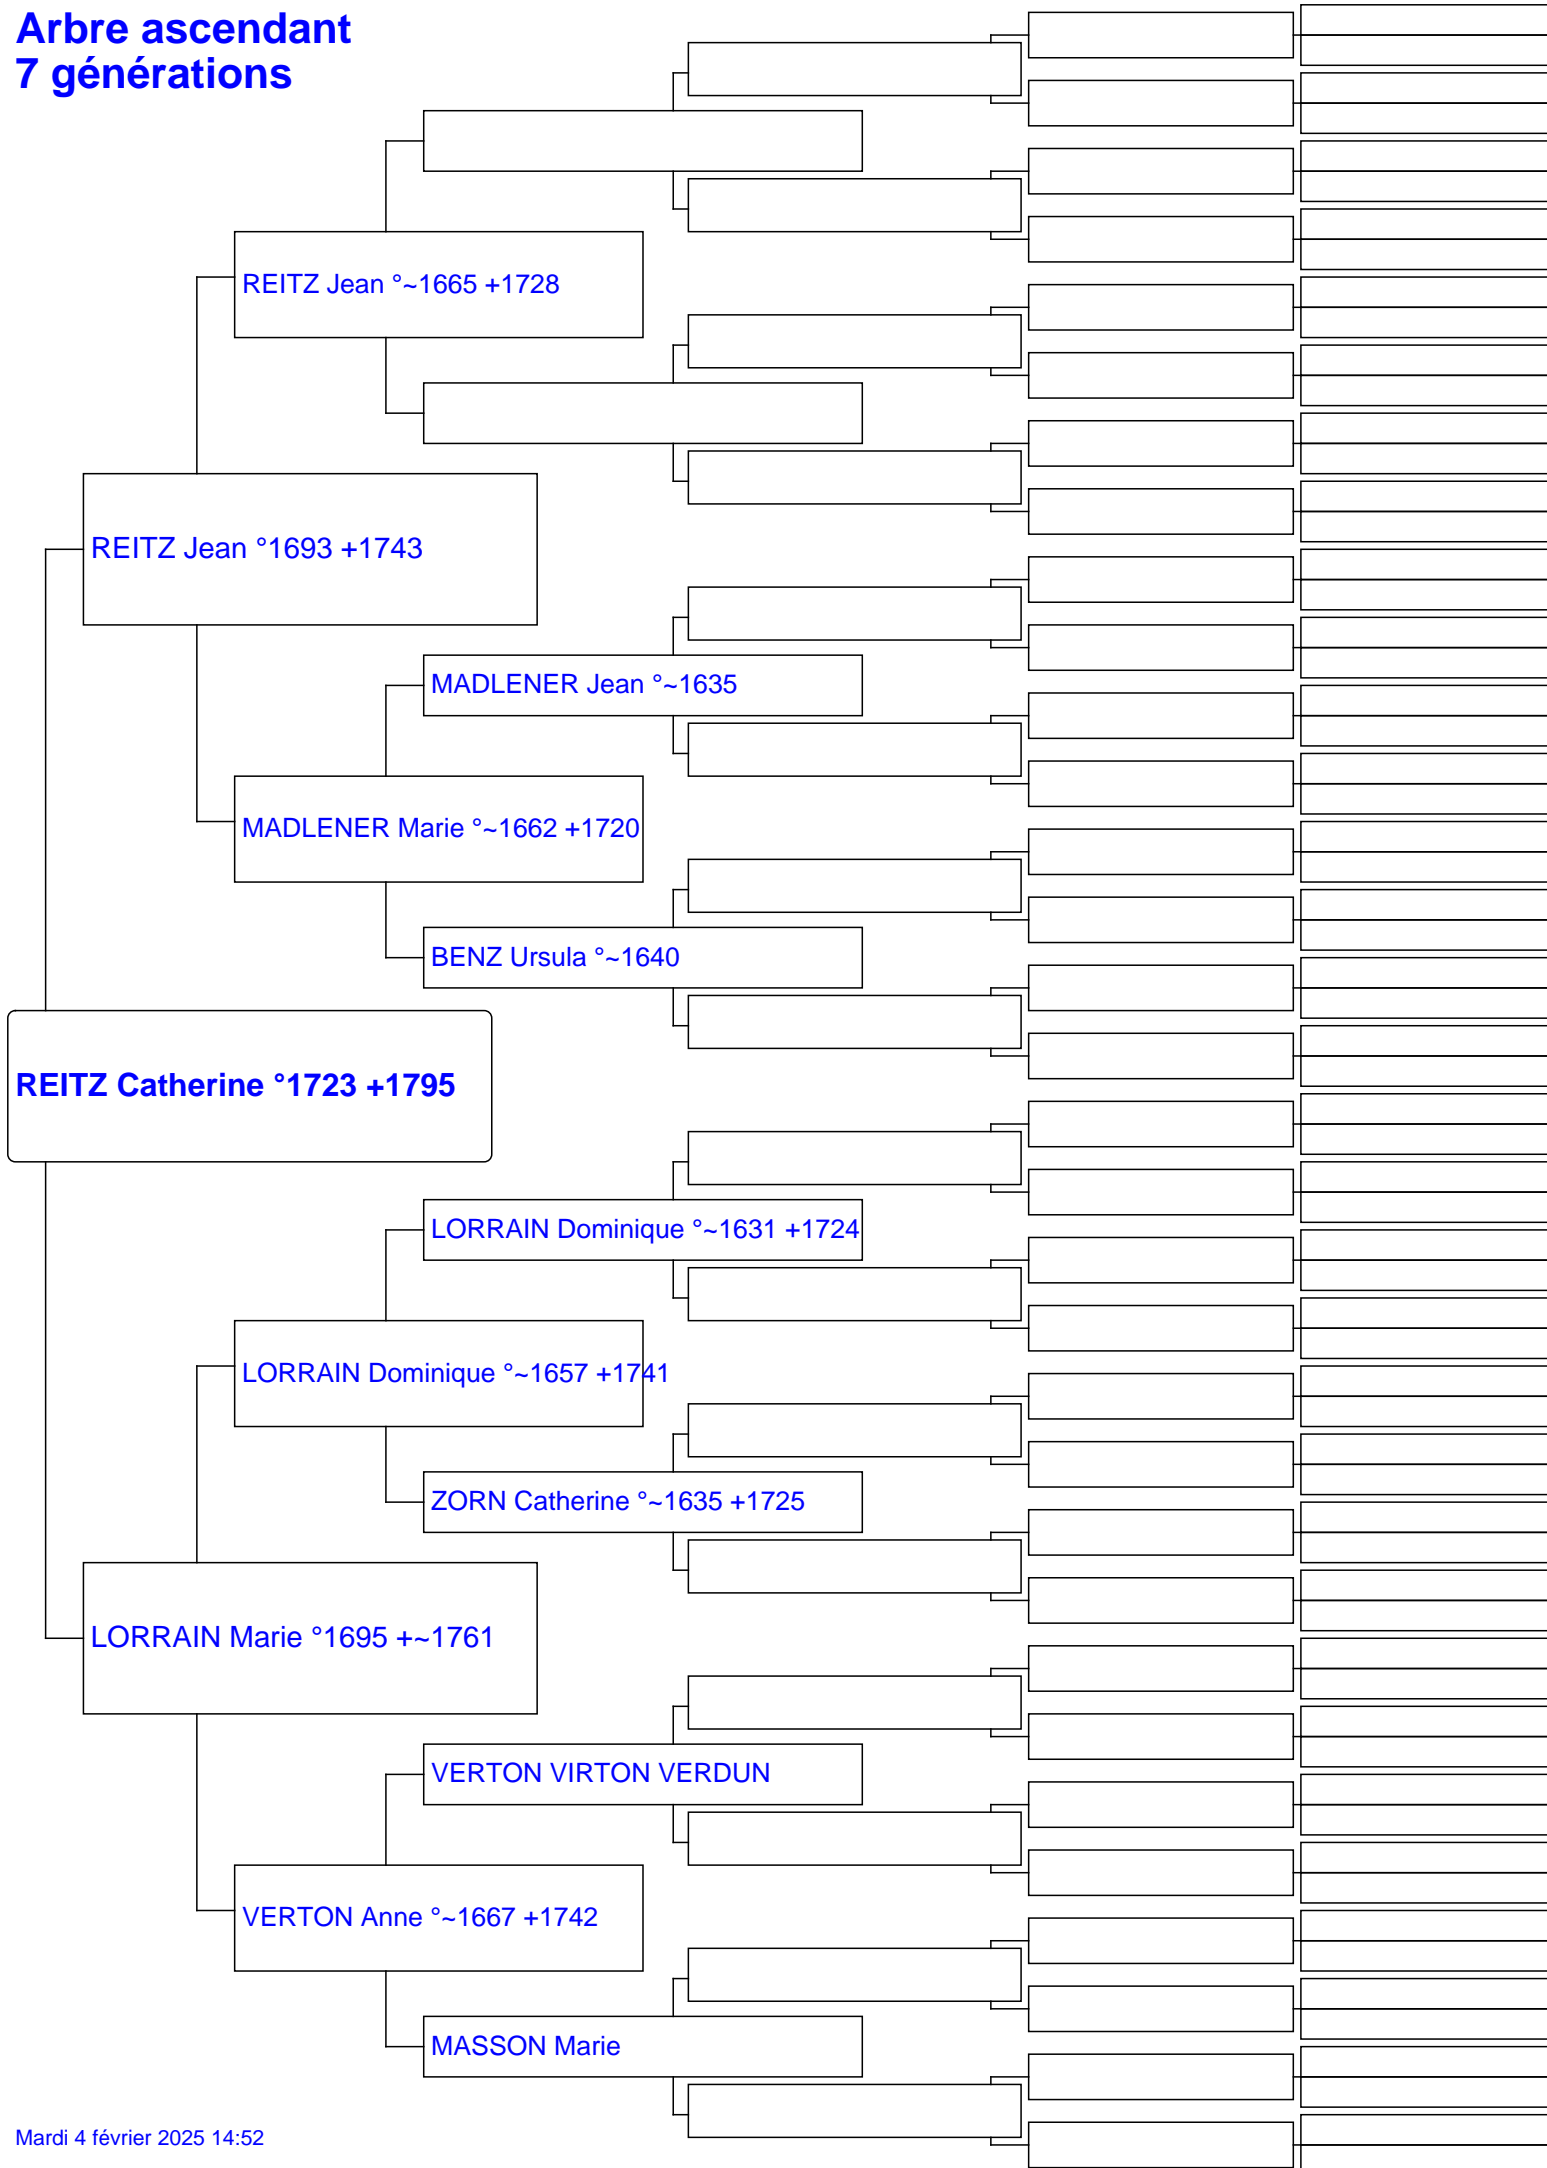 Arbre ascendant
7 générations
REITZ Jean °~1665 +1728
REITZ Jean °1693 +1743
MADLENER Jean °~1635
MADLENER Marie °~1662 +1720
BENZ Ursula °~1640
REITZ Catherine °1723 +1795
LORRAIN Dominique °~1631 +1724
LORRAIN Dominique °~1657 +1741
ZORN Catherine °~1635 +1725
LORRAIN Marie °1695 +~1761
VERTON VIRTON VERDUN
VERTON Anne °~1667 +1742
MASSON Marie
Mardi 4 février 2025 14:52